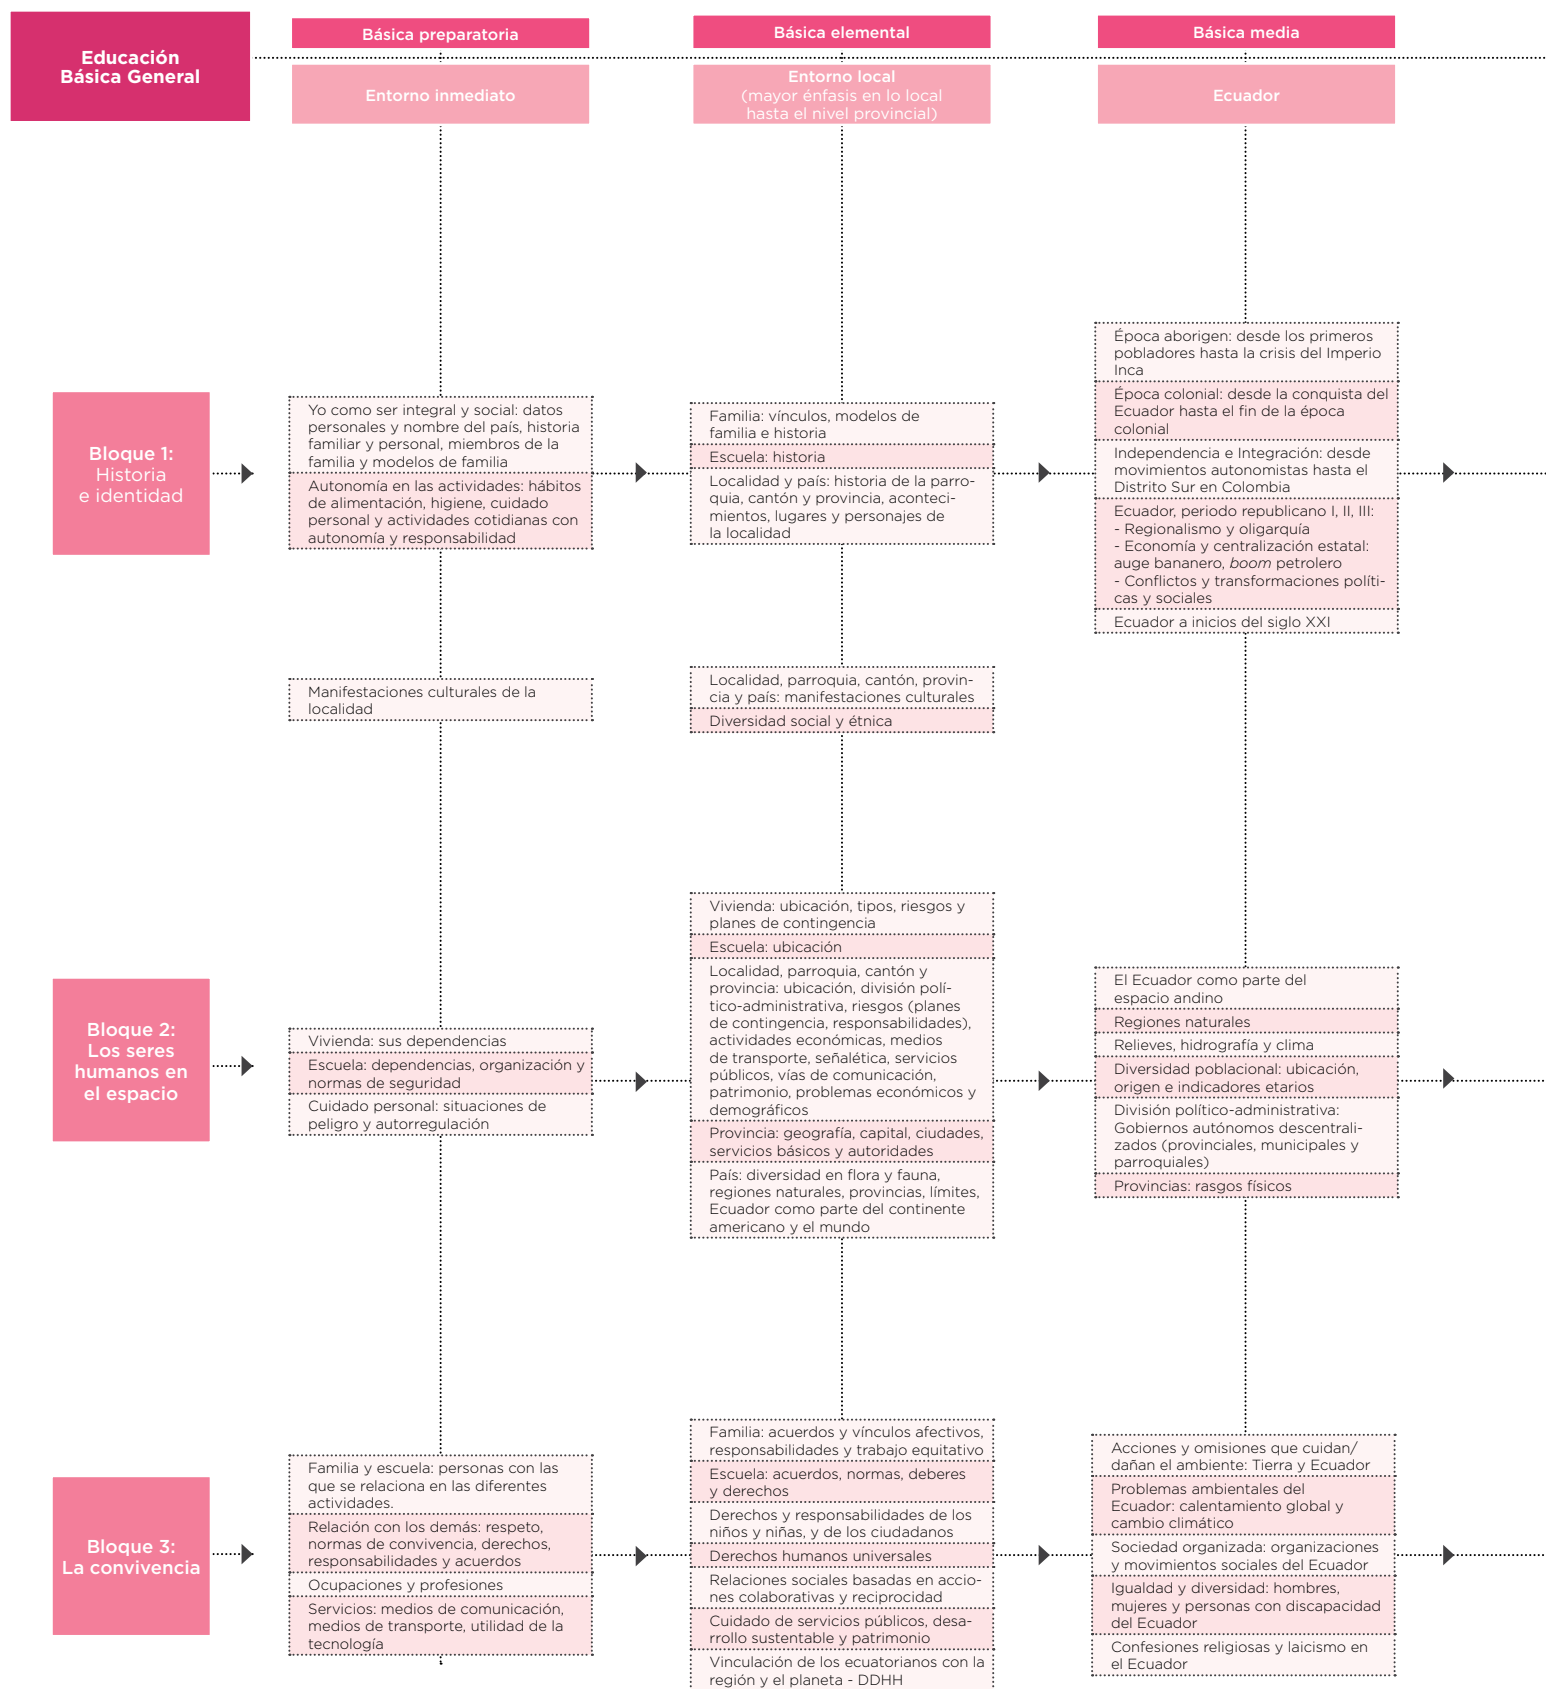 Educación
Básica General
Básica preparatoria
Básica elemental
Básica media
Entorno inmediato
Entorno local
(mayor énfasis en lo local
hasta el nivel provincial)
Ecuador
Bloque 1:
Historia
e identidad
Yo como ser integral y social: datos
personales y nombre del país, historia
familiar y personal, miembros de la
familia y modelos de familia
Autonomía en las actividades: hábitos
de alimentación, higiene, cuidado
personal y actividades cotidianas con
autonomía y responsabilidad
Familia: vínculos, modelos de
familia e historia
Escuela: historia
Localidad y país: historia de la parro-
quia, cantón y provincia, aconteci-
mientos, lugares y personajes de
la localidad
Época aborigen: desde los primeros
pobladores hasta la crisis del Imperio
Inca
Época colonial: desde la conquista del
Ecuador hasta el fin de la época
colonial
Independencia e Integración: desde
movimientos autonomistas hasta el
Distrito Sur en Colombia
Ecuador, periodo republicano I, II, III:
- Regionalismo y oligarquía
- Economía y centralización estatal:
auge bananero, boom petrolero
- Conflictos y transformaciones políti-
cas y sociales
Ecuador a inicios del siglo XXI
Manifestaciones culturales de la
localidad
Localidad, parroquia, cantón, provin-
cia y país: manifestaciones culturales
Diversidad social y étnica
Bloque 2:
Los seres
humanos en
el espacio
Vivienda: sus dependencias
Escuela: dependencias, organización y
normas de seguridad
Cuidado personal: situaciones de
peligro y autorregulación
Vivienda: ubicación, tipos, riesgos y
planes de contingencia
Escuela: ubicación
Localidad, parroquia, cantón y
provincia: ubicación, división polí-
tico-administrativa, riesgos (planes
de contingencia, responsabilidades),
actividades económicas, medios
de transporte, señalética, servicios
públicos, vías de comunicación,
patrimonio, problemas económicos y
demográficos
Provincia: geografía, capital, ciudades,
servicios básicos y autoridades
País: diversidad en flora y fauna,
regiones naturales, provincias, límites,
Ecuador como parte del continente
americano y el mundo
El Ecuador como parte del
espacio andino
Regiones naturales
Relieves, hidrografía y clima
Diversidad poblacional: ubicación,
origen e indicadores etarios
División político-administrativa:
Gobiernos autónomos descentrali-
zados (provinciales, municipales y
parroquiales)
Provincias: rasgos físicos
Bloque 3:
La convivencia
Familia y escuela: personas con las
que se relaciona en las diferentes
actividades.
Relación con los demás: respeto,
normas de convivencia, derechos,
responsabilidades y acuerdos
Ocupaciones y profesiones
Servicios: medios de comunicación,
medios de transporte, utilidad de la
tecnología
Familia: acuerdos y vínculos afectivos,
responsabilidades y trabajo equitativo
Escuela: acuerdos, normas, deberes
y derechos
Derechos y responsabilidades de los
niños y niñas, y de los ciudadanos
Derechos humanos universales
Relaciones sociales basadas en accio-
nes colaborativas y reciprocidad
Cuidado de servicios públicos, desa-
rrollo sustentable y patrimonio
Vinculación de los ecuatorianos con la
región y el planeta - DDHH
Acciones y omisiones que cuidan/
dañan el ambiente: Tierra y Ecuador
Problemas ambientales del
Ecuador: calentamiento global y
cambio climático
Sociedad organizada: organizaciones
y movimientos sociales del Ecuador
Igualdad y diversidad: hombres,
mujeres y personas con discapacidad
del Ecuador
Confesiones religiosas y laicismo en
el Ecuador